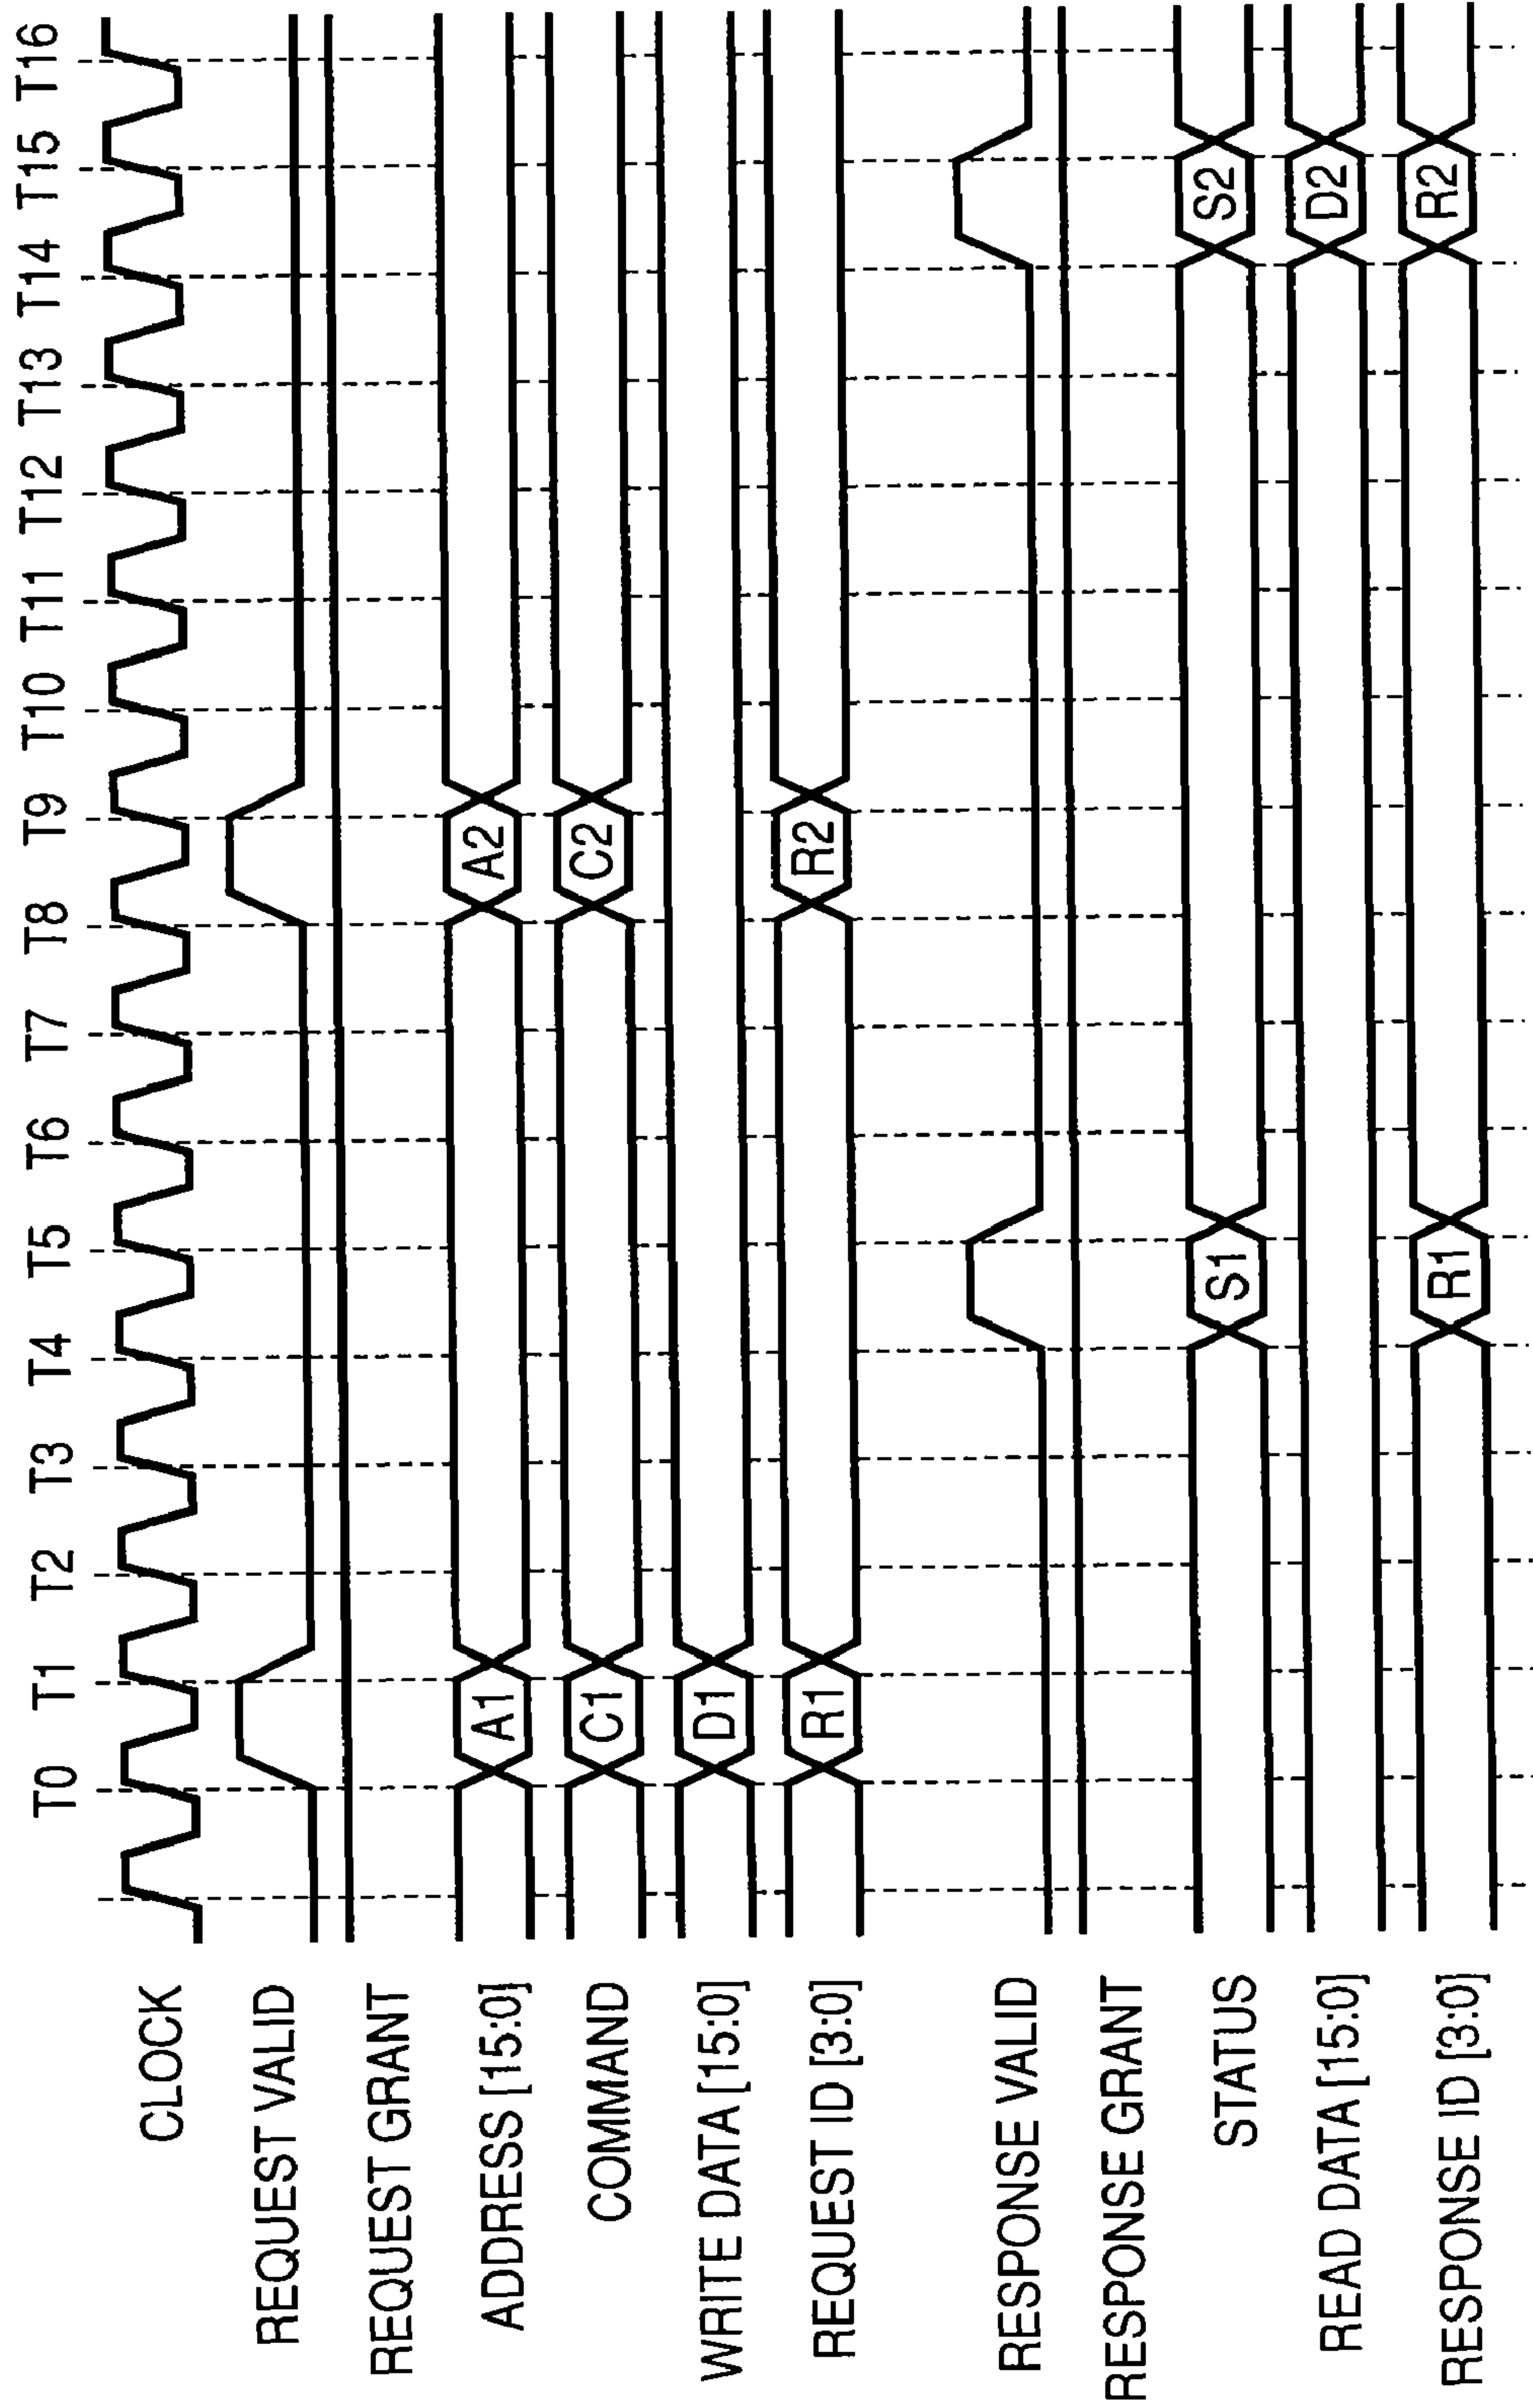 T0 T1 T2 T3 T4 T5 T6 T7 T8 T9 T10 T11 T12 T13 T14 T15 T16
CLOCK
REQUEST VALID
REQUEST GRANT
ADDRESS [15:0] A1 A2
COMMAND C1 C2
WRITE DATA [15:0] D1
REQUEST ID [3:0] R1 R2
RESPONSE VALID
RESPONSE GRANT
STATUS S1 S2
READ DATA [15:0] D2
RESPONSE ID [3:0] R1 R2